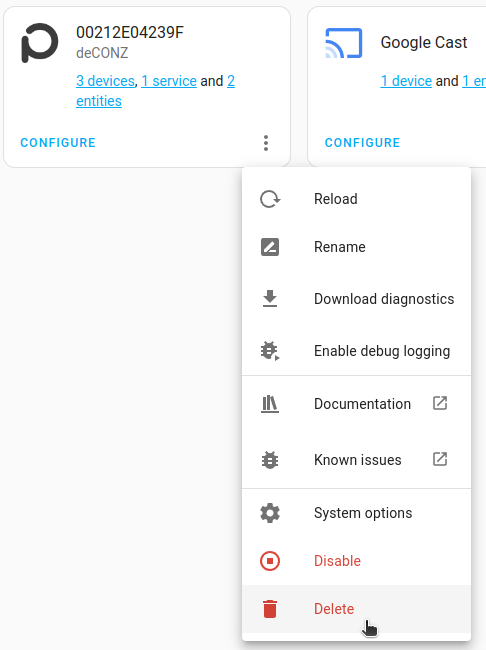 00212E04239F
deCONZ
3 devices, 1 service and 2
entities
CONFIGURE
Google Cast
1 device and 1 en
CONFIGURE
Reload
Rename
Download diagnostics
Enable debug logging
Documentation
Known issues
System options
Disable
Delete